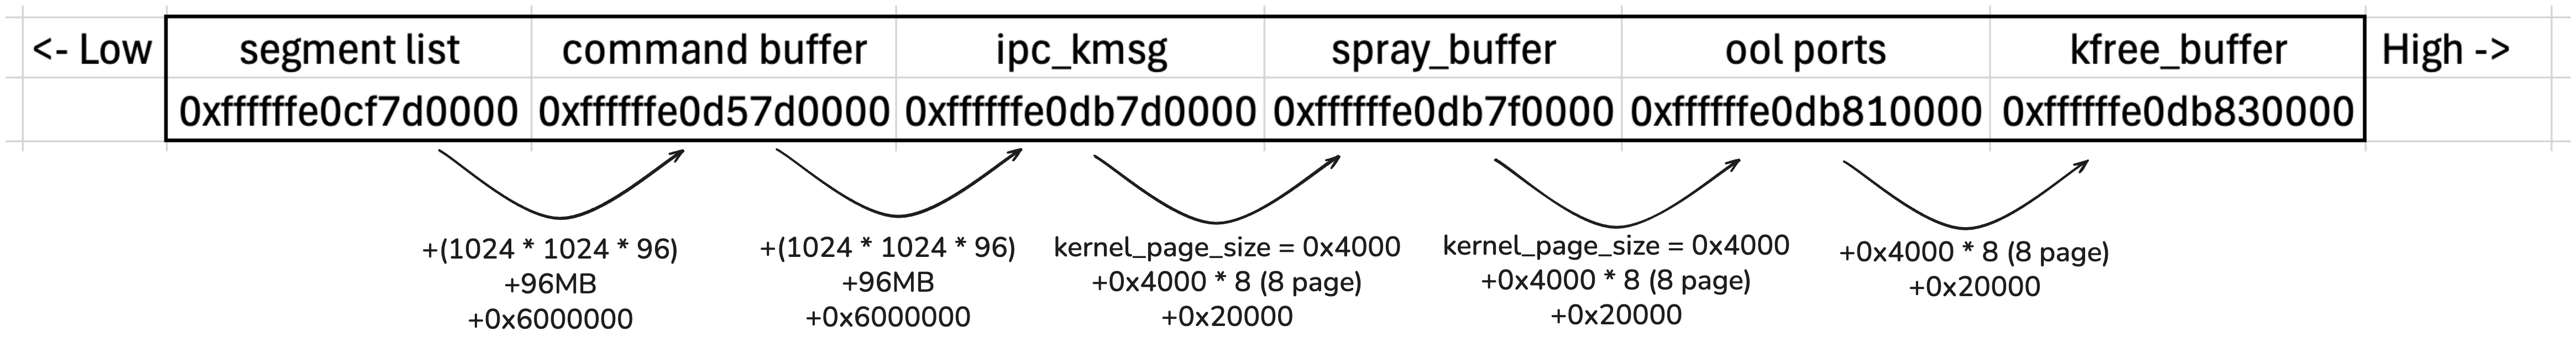 <- Low segment list command buffer ipc_kmsg spray_buffer ool ports kfree_buffer High ->
0xffffffe0cf7d0000 0xffffffe0d57d0000 0xffffffe0db7d0000 0xffffffe0db7f0000 0xffffffe0db810000 0xffffffe0db830000
+(1024 * 1024 * 96)
+96MB
+0x6000000
+(1024 * 1024 * 96)
+96MB
+0x6000000
kernel_page_size = 0x4000
+0x4000 * 8 (8 page)
+0x20000
kernel_page_size = 0x4000
+0x4000 * 8 (8 page)
+0x20000
+0x4000 * 8 (8 page)
+0x20000